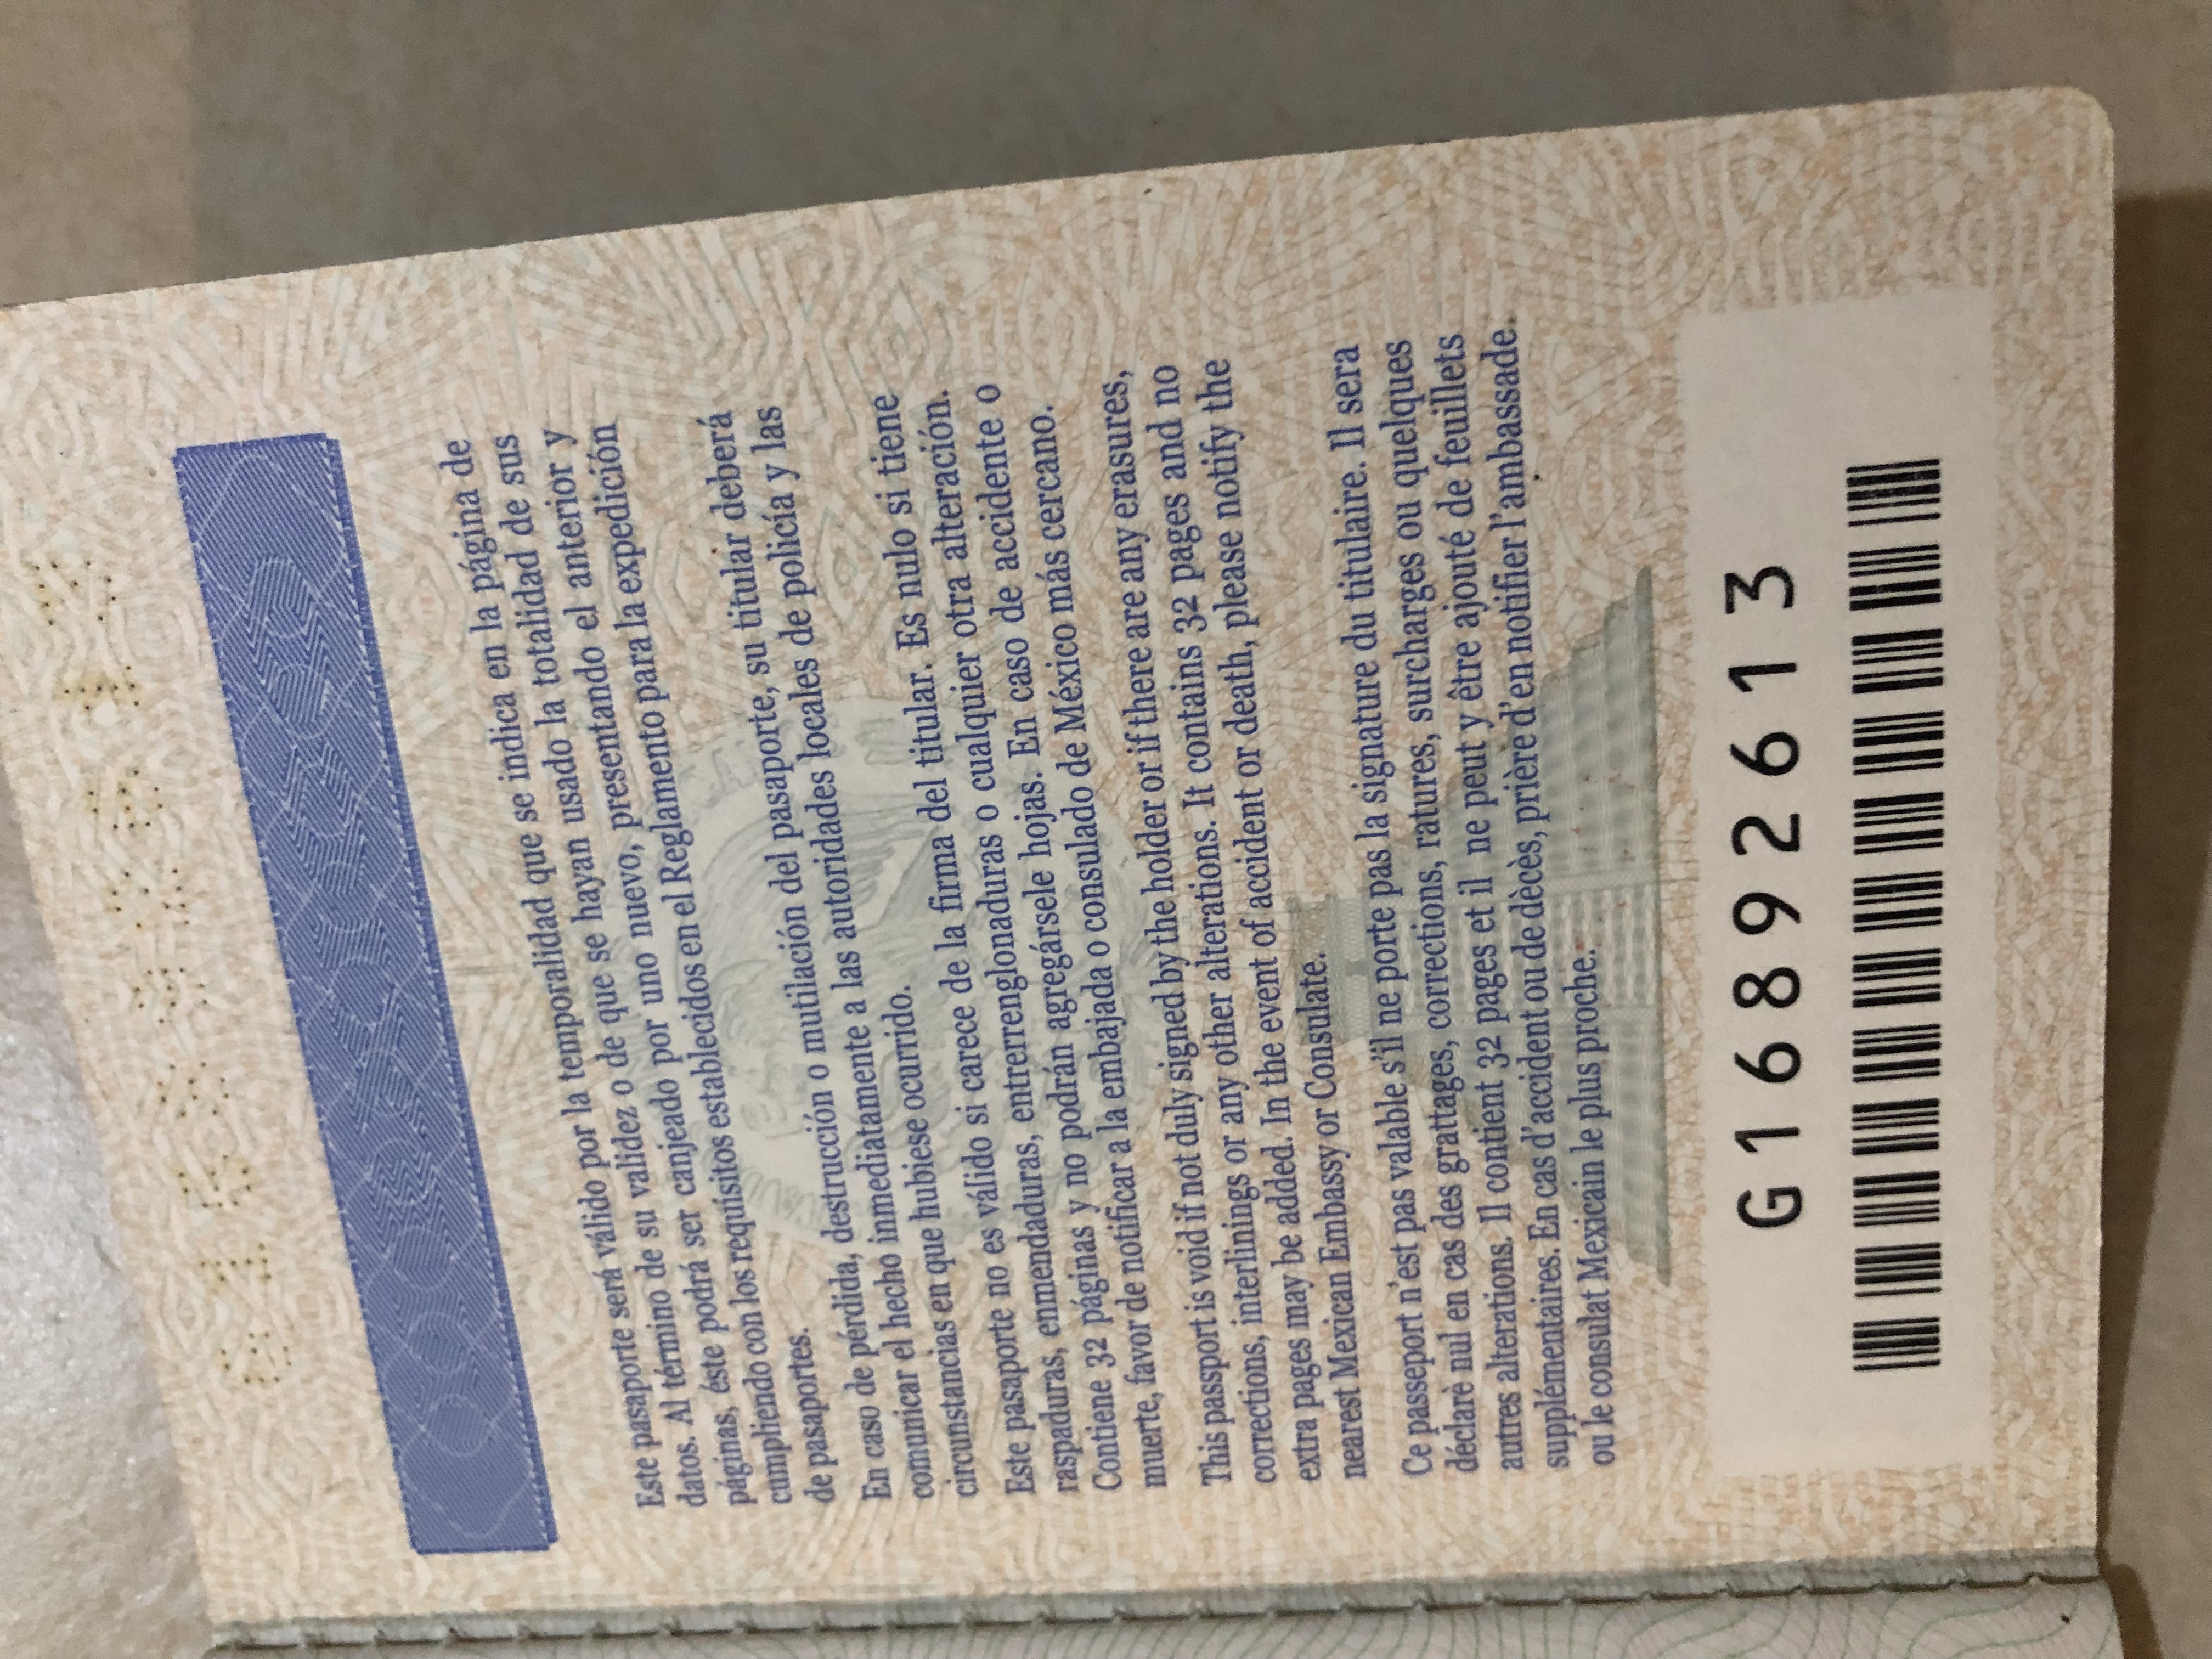 Este pasaporte será válido por la temporalidad que se indica en la página de
datos. Al término de su validez o de que se hayan usado la totalidad de sus
páginas, éste podrá ser canjeado por uno nuevo, presentando el anterior y
cumpliendo con los requisitos establecidos en el Reglamento para la expedición
de pasaportes.
En caso de pérdida, destrucción o mutilación del pasaporte, su titular deberá
comunicar el hecho inmediatamente a las autoridades locales de policía y las
circunstancias en que hubiese ocurrido.
Este pasaporte no es válido si carece de la firma del titular. Es nulo si tiene
raspaduras, enmendaduras, entrerrenglonaduras o cualquier otra alteración.
Contiene 32 páginas y no podrán agregársele hojas. En caso de accidente o
muerte, favor de notificar a la embajada o consulado de México más cercano.
This passport is void if not duly signed by the holder or if there are any erasures,
corrections, interlinings or any other alterations. It contains 32 pages and no
extra pages may be added. In the event of accident or death, please notify the
nearest Mexican Embassy or Consulate.
Ce passeport n'est pas valable s'il ne porte pas la signature du titulaire. Il sera
déclarè nul en cas des grattages, corrections, ratures, surcharges ou quelques
autres alterations. Il contient 32 pages et il ne peut y être ajouté de feuillets
supplémentaires. En cas d'accident ou de dècès, prière d'en notifier l'ambassade
ou le consulat Mexicain le plus proche.
G16892613